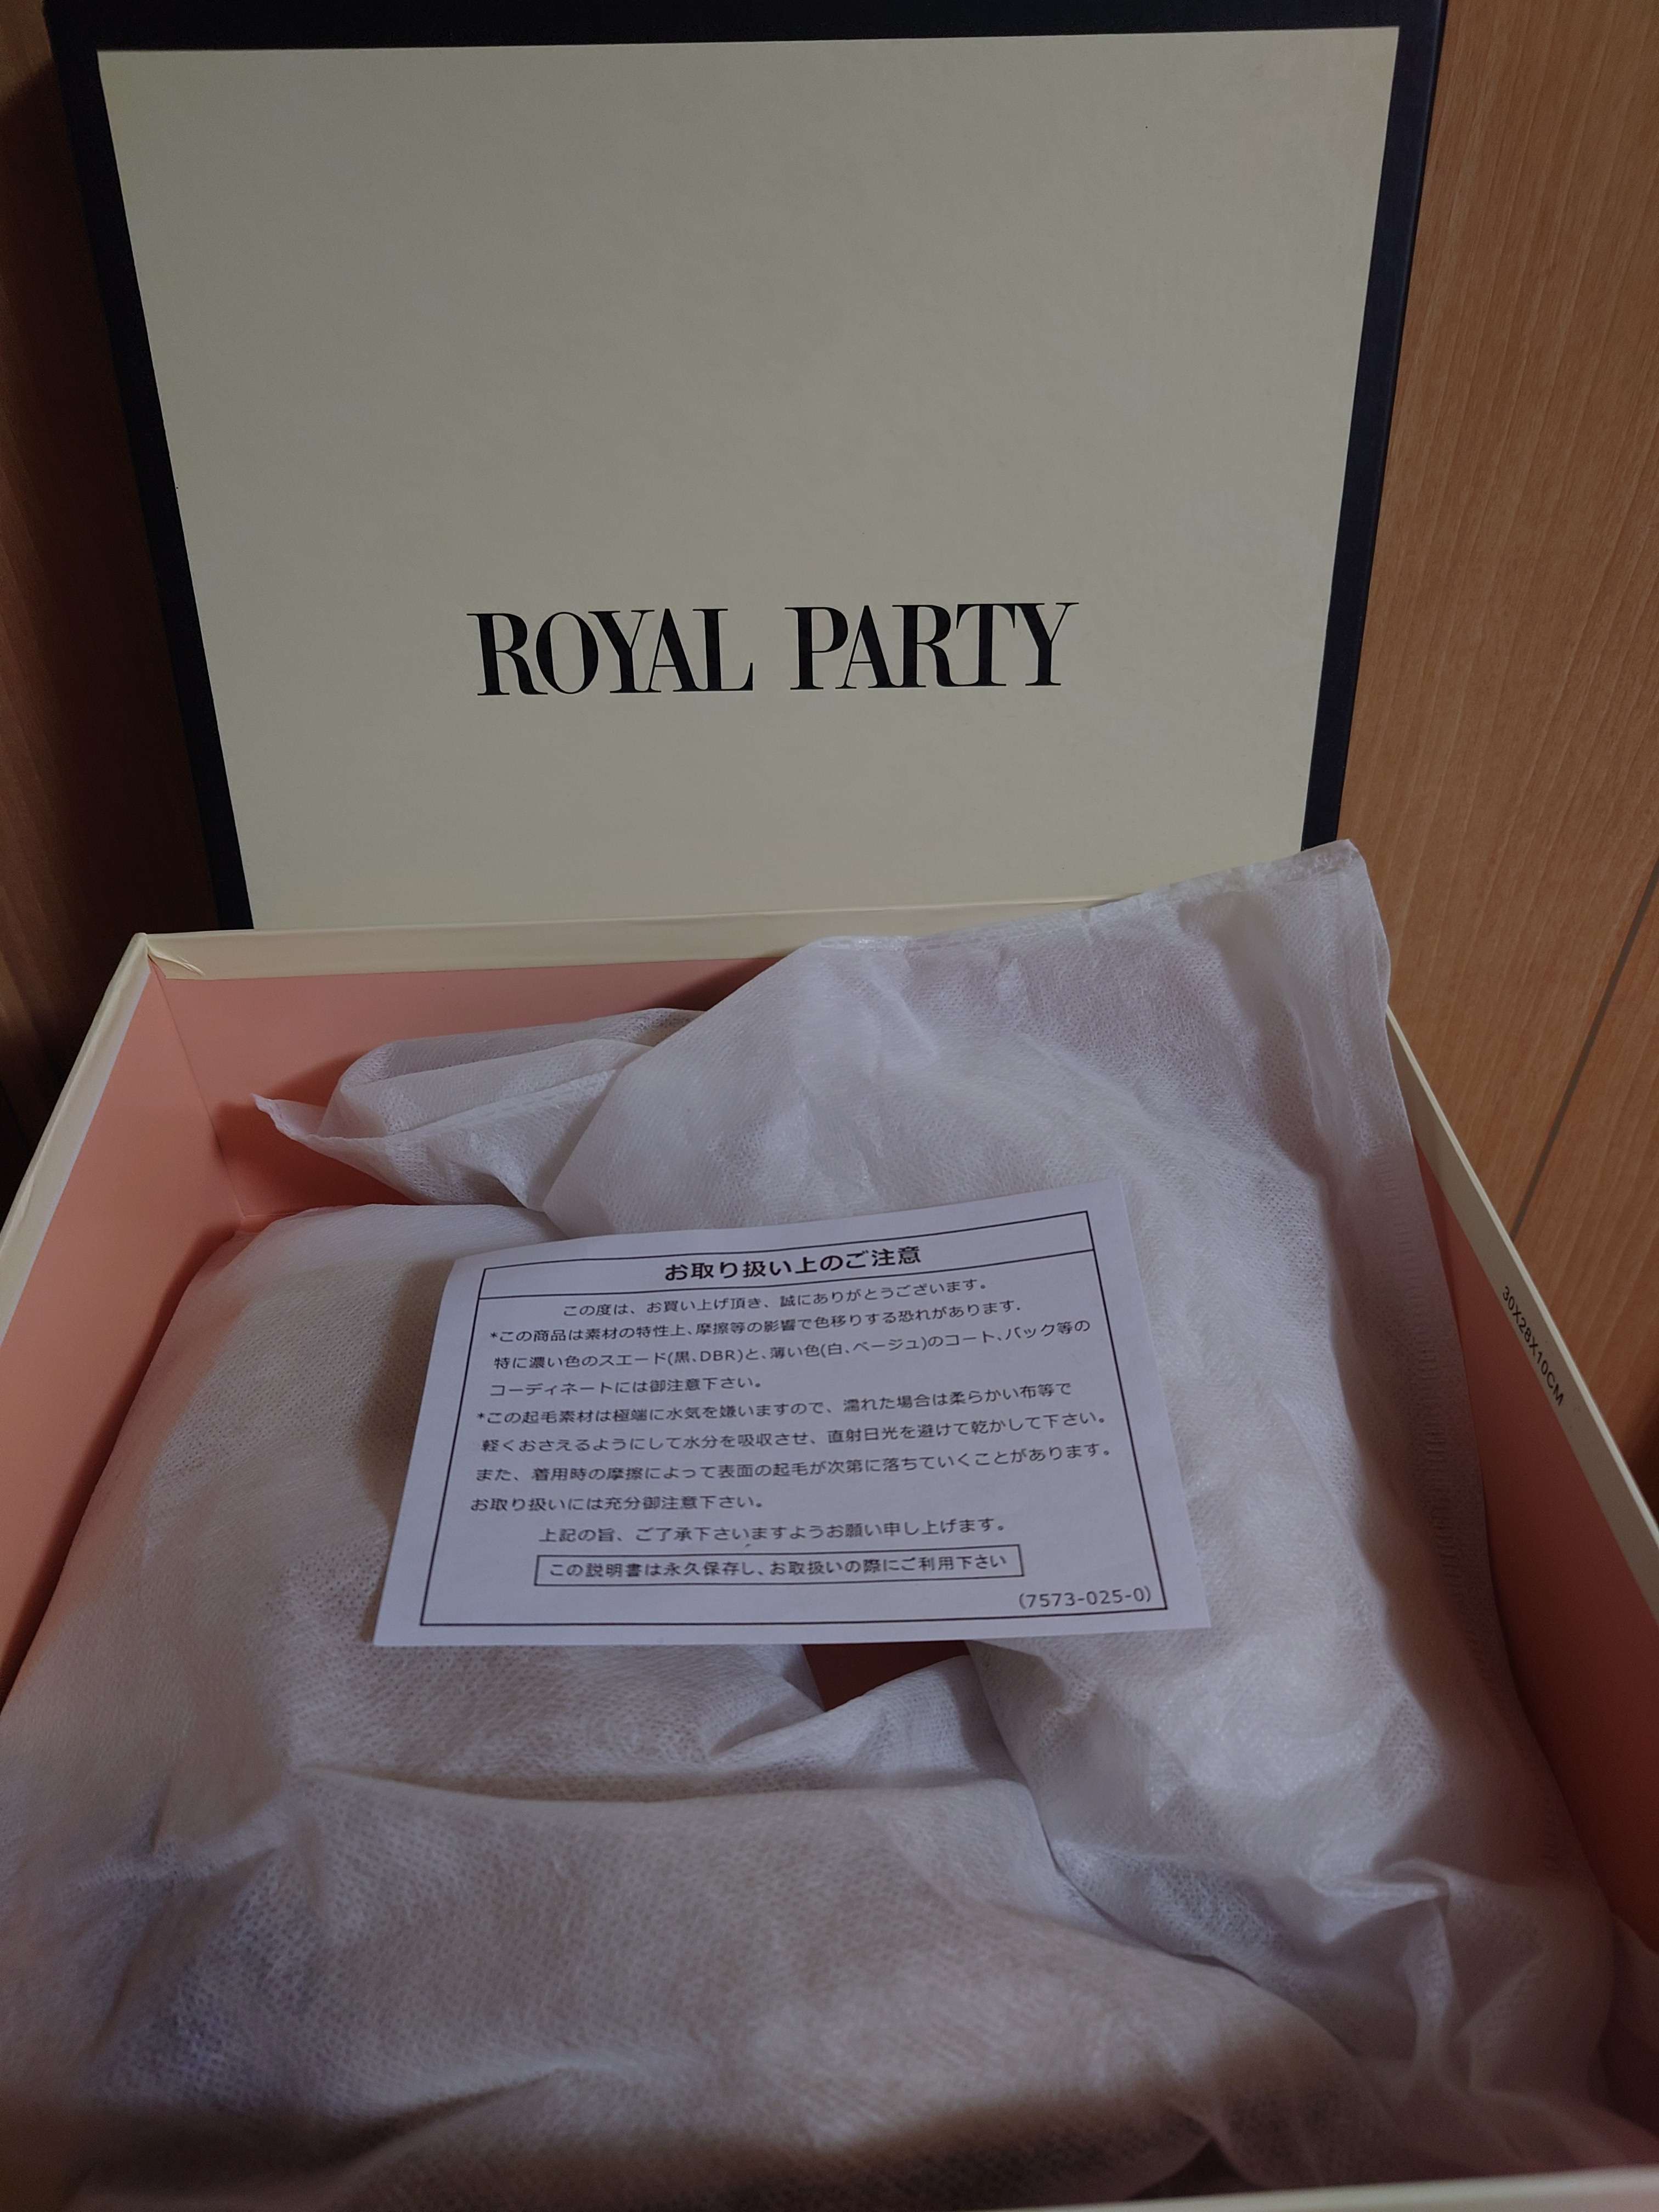 ROYAL PARTY
お取り扱い上のご注意
この度は、お買い上げ頂き、誠にありがとうございます。
*この商品は素材の特性上、摩擦等の影響で色移りする恐れがあります.
特に濃い色のスエード(黒、DBR)と、薄い色(白、ベージュ)のコート、バック等の
コーディネートには御注意下さい。
*この起毛素材は極端に水気を嫌いますので、濡れた場合は柔らかい布等で
軽くおさえるようにして水分を吸収させ、直射日光を避けて乾かして下さい。
また、着用時の摩擦によって表面の起毛が次第に落ちていくことがあります。
お取り扱いには充分御注意下さい。
上記の旨、ご了承下さいますようお願い申し上げます。
この説明書は永久保存し、お取扱いの際にご利用下さい
(7573-025-0)
30X28X10CM